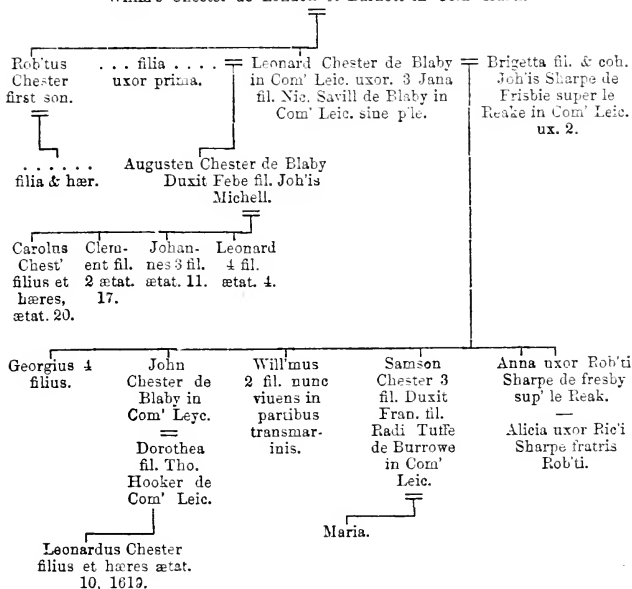 Rob'tus
Chester
first son.
. . . filia . . . .
uxor prima.
Leonard Chester de Blaby
in Com' Leic. uxor. 3 Jana
fil. Nic. Savill de Blaby in
Com' Leic. sine p'le.
Brigetta fil. & coh.
Joh'is Sharpe de
Frisbie super le
Reake in Com' Leic.
ux. 2.
. . . . . .
filia & hær.
Augusten Chester de Blaby
Duxit Febe fil. Joh'is
Michell.
Carolus
Chest'
filius et
hæres,
ætat. 20.
Clem-
ent fil.
2 ætat.
17.
Johan-
nes 3 fil.
ætat. 11.
Leonard
4 fil.
ætat. 4.
Georgius 4
filius.
John
Chester de
Blaby in
Com' Leyc.
Dorothea
fil. Tho.
Hooker de
Com' Leic.
Will'mus
2 fil. nunc
viuens in
partibus
transmar-
inis.
Samson
Chester 3
fil. Duxit
Fran. fil.
Radi Tuffe
de Burrowe
in Com'
Leic.
Anna uxor Rob'ti
Sharpe de fresby
sup' le Reak.
—
Alicia uxor Ric'i
Sharpe fratris
Rob'ti.
Leonardus Chester
filius et hæres ætat.
10, 1619.
Maria.